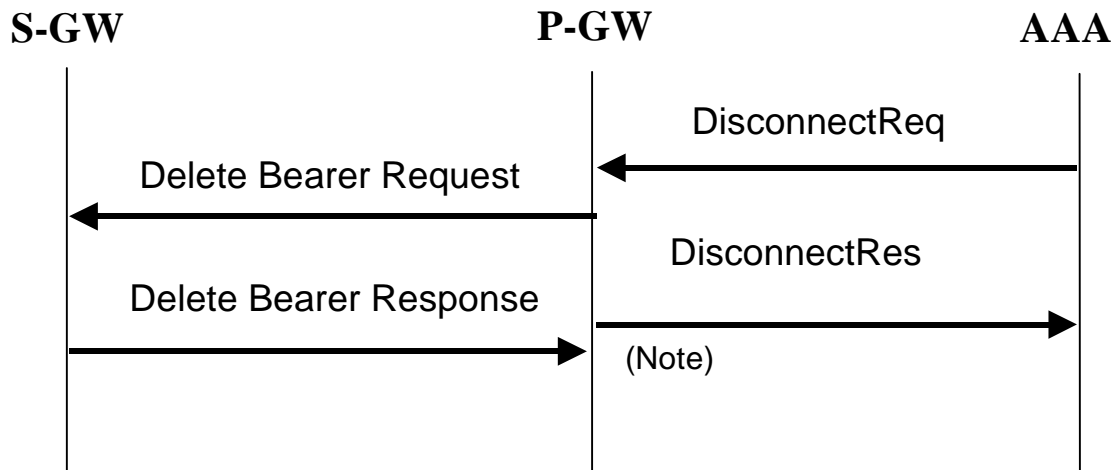 S-GW
P-GW
AAA
DisconnectReq
Delete Bearer Request
DisconnectRes
Delete Bearer Response
(Note)